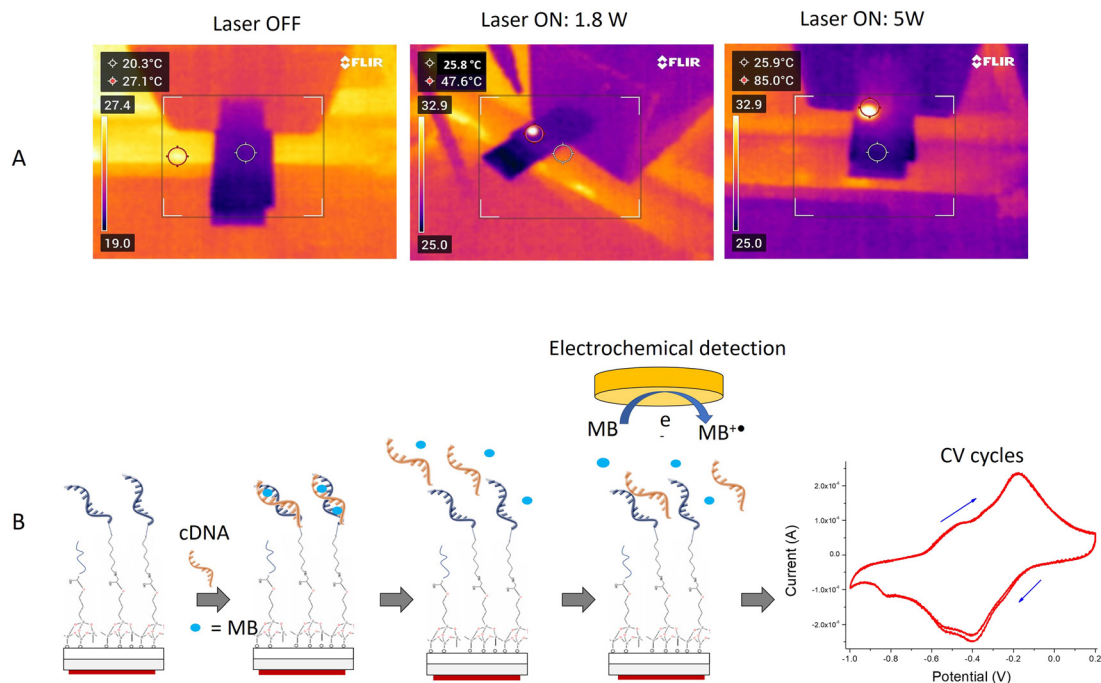 Laser OFF
Laser ON: 1.8 W
Laser ON: 5W
A
20.3°C
27.1°C
27.4
19.0
FLIR
25.8°C
47.6°C
32.9
25.0
FLIR
25.9°C
85.0°C
32.9
25.0
FLIR
Electrochemical detection
MB
e
-
MB+•
B
cDNA
= MB
CV cycles
Current (A)
2.0x10-4
1.0x10-4
0
-1.0x10-4
-2.0x10-4
-1.0 -0.8 -0.6 -0.4 -0.2 0.0 0.2
Potential (V)